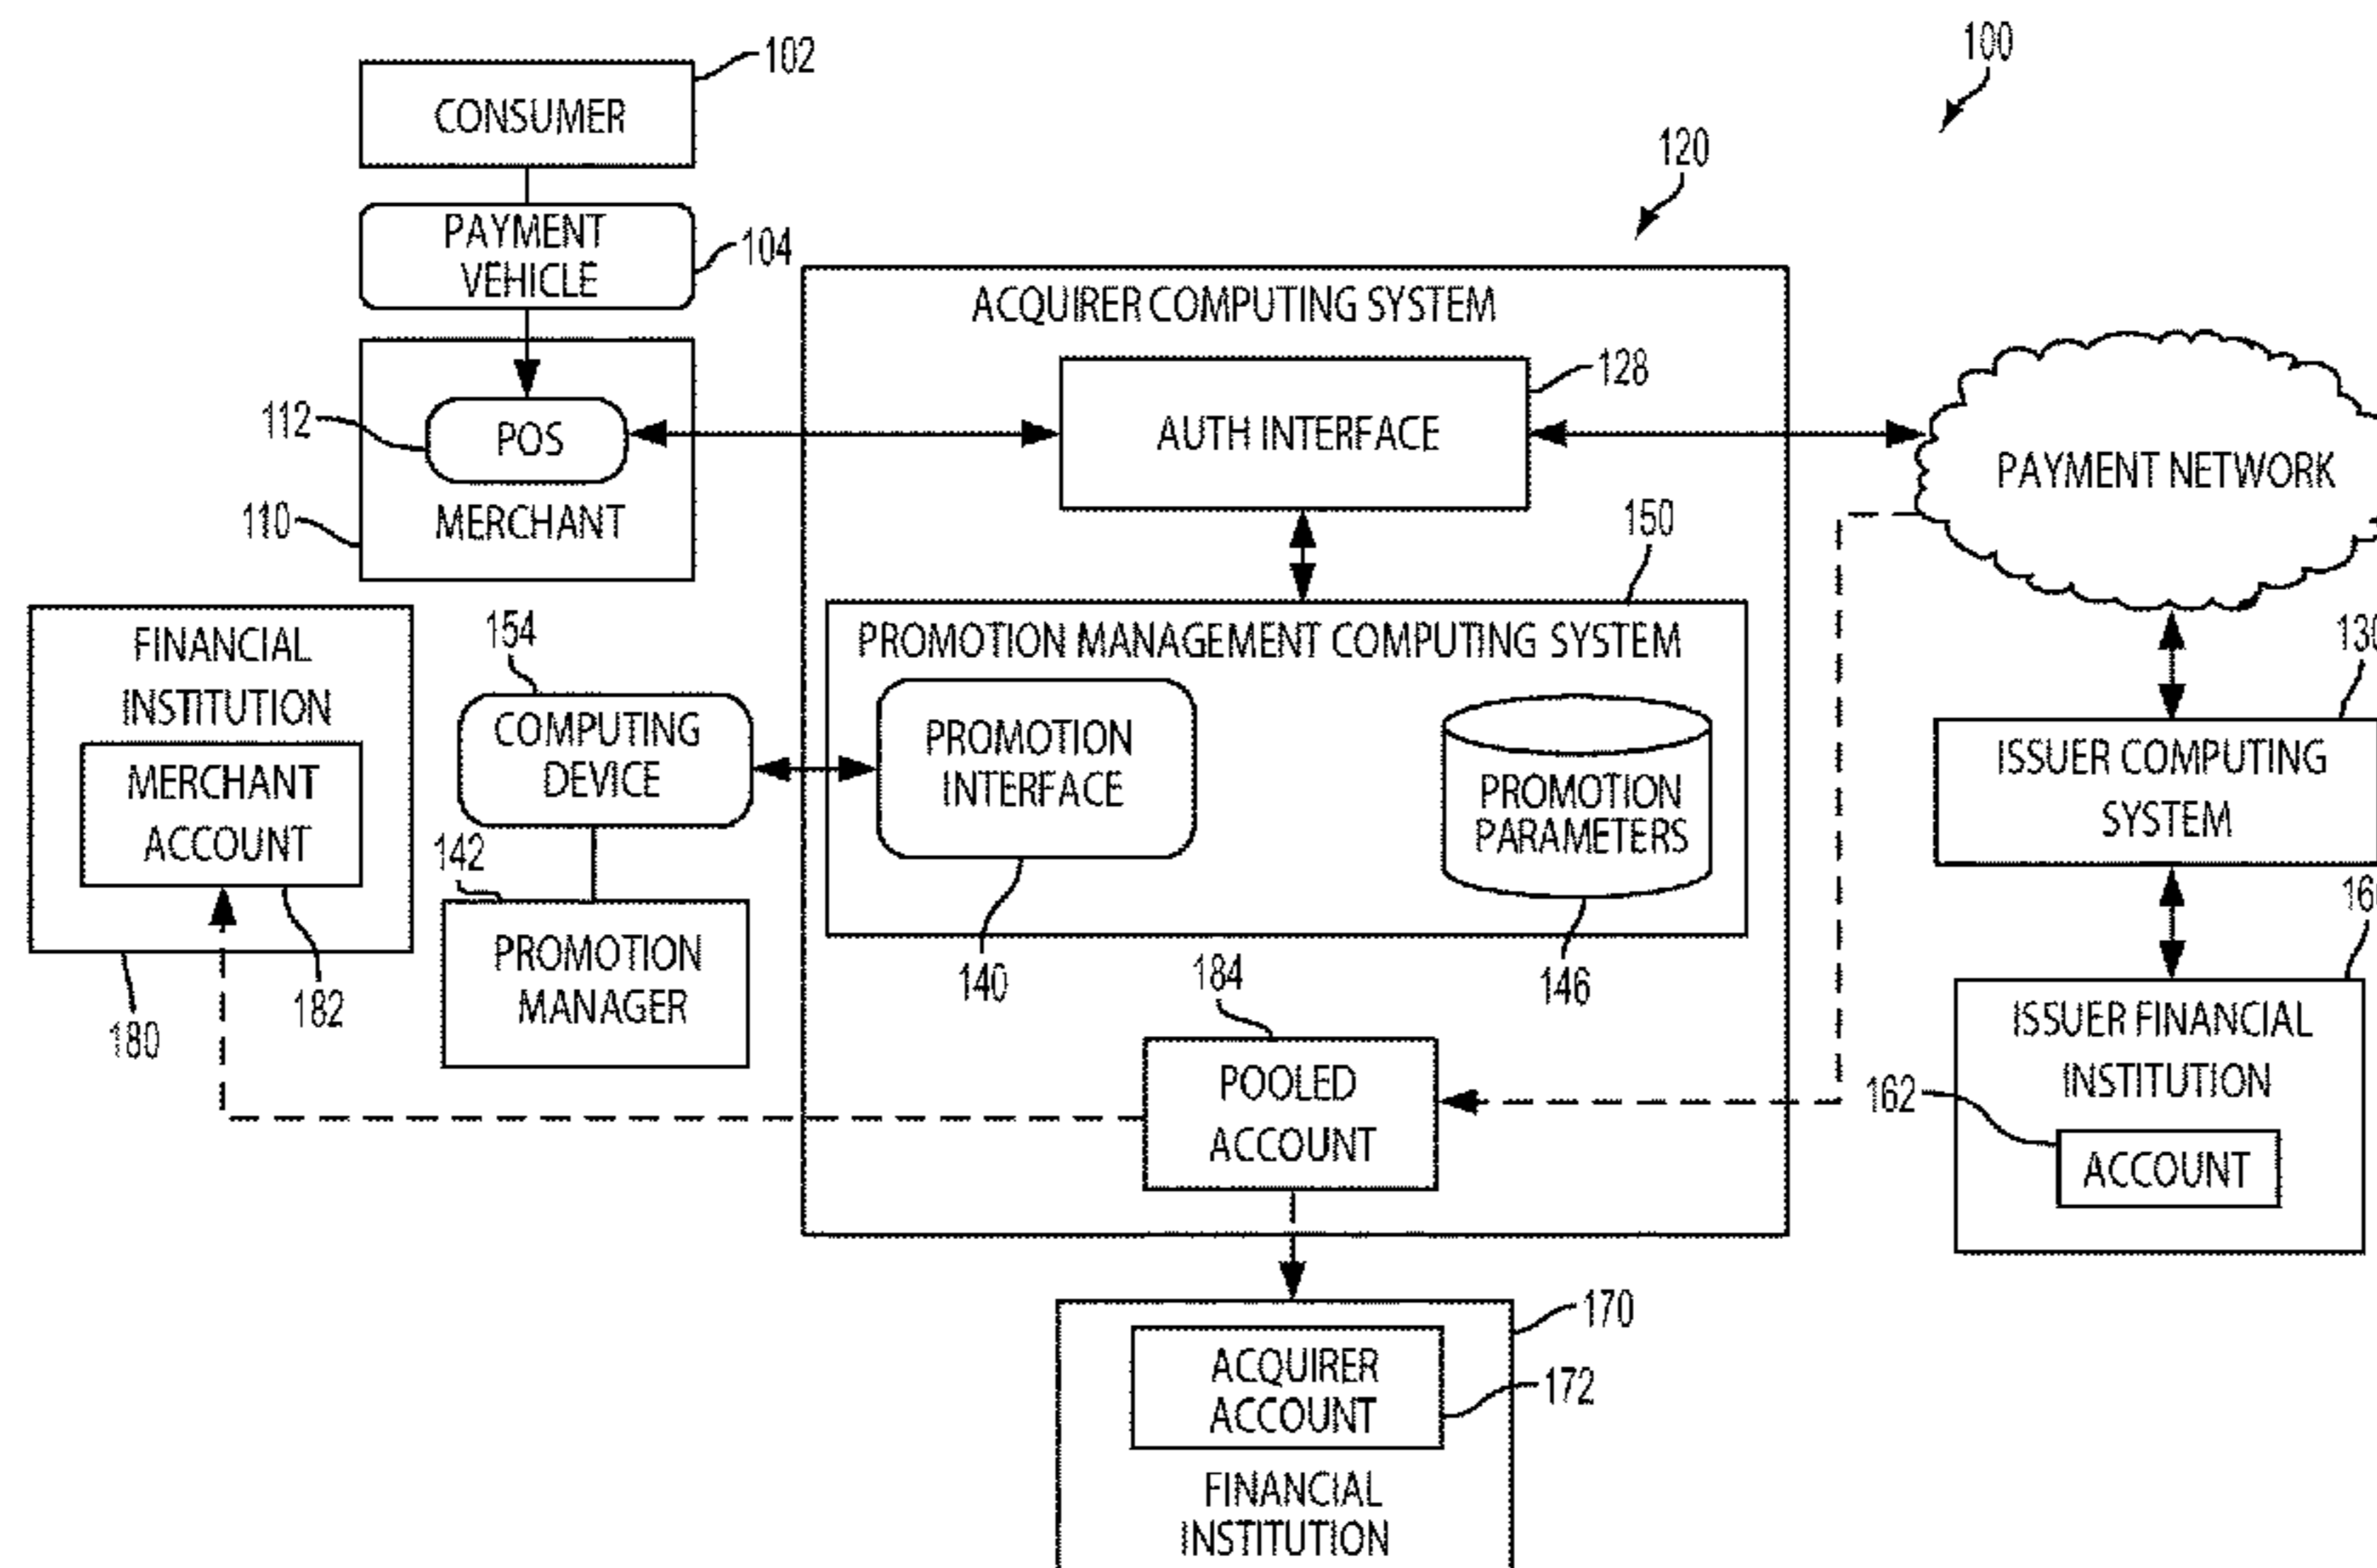 100
102
CONSUMER
120
PAYMENT
VEHICLE
104
ACQUIRER COMPUTING SYSTEM
128
AUTH INTERFACE
112
POS
110
MERCHANT
PAYMENT NETWORK
150
PROMOTION MANAGEMENT COMPUTING SYSTEM
FINANCIAL
INSTITUTION
MERCHANT
ACCOUNT
182
180
154
COMPUTING
DEVICE
142
PROMOTION
MANAGER
PROMOTION
INTERFACE
140
PROMOTION
PARAMETERS
146
130
ISSUER COMPUTING
SYSTEM
184
POOLED
ACCOUNT
ISSUER FINANCIAL
INSTITUTION
162
ACCOUNT
170
ACQUIRER
ACCOUNT
172
FINANCIAL
INSTITUTION